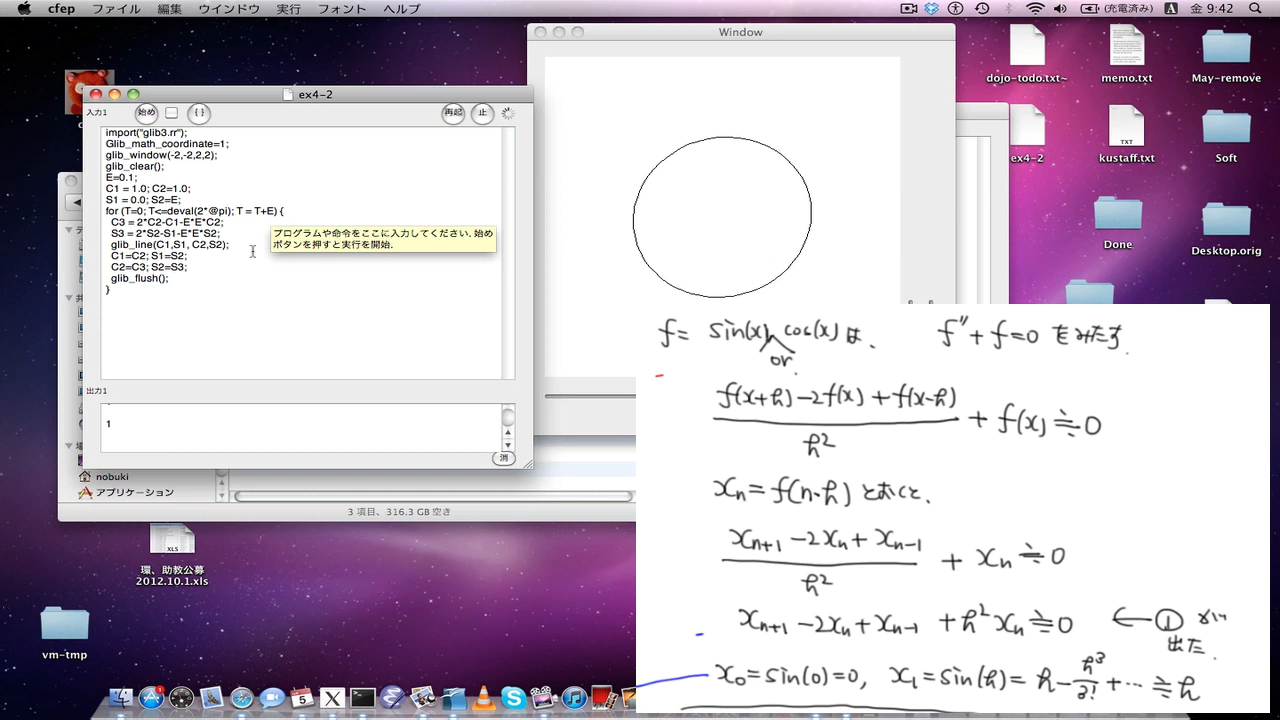 cfep ファイル 編集 ウインドウ 実行 フォント ヘルプ (充電済み) A 金 9:42
Window
dojo-todo.txt~ memo.txt May-remove
ex4-2
入力1 始め { } 再起 止
import("glib3.rr");
Glib_math_coordinate=1;
glib_window(-2,-2,2,2);
glib_clear();
E=0.1;
C1 = 1.0; C2=1.0;
S1 = 0.0; S2=E;
for (T=0; T<=deval(2*@pi); T = T+E) {
C3 = 2*C2-C1-E*E*C2;
S3 = 2*S2-S1-E*E*S2;
glib_line(C1,S1, C2,S2);
C1=C2; S1=S2;
C2=C3; S2=S3;
glib_flush();
}
プログラムや命令をここに入力してください. 始め
ボタンを押すと実行を開始.
TXT
ex4-2 kustaff.txt Soft
Done Desktop.orig
出力1
1
消
nobuki
アプリケーション
3 項目、316.3 GB 空き
XLS
環、助教公募
2012.10.1.xls
vm-tmp
f= sin(x) cos(x) は、 f''+f=0 をみたす.
or
f(x+h)-2f(x)+f(x-h)/h² + f(x)≒0
xn=f(n·h) とおくと、
xn+1-2xn+xn-1/h² + xn≒0
xn+1-2xn+xn-1+h²xn≒0 ← ①
出た.
x0=sin(0)=0, x1=sin(h)= h-h³/3!+…≒h